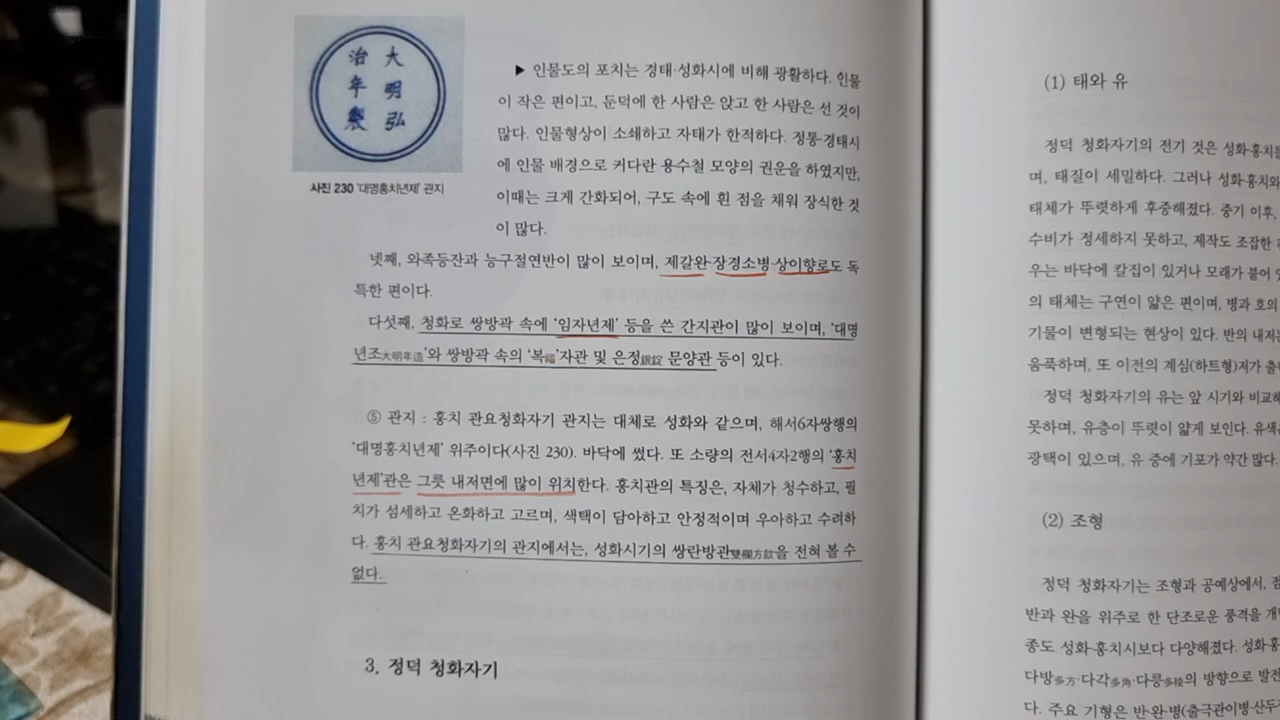 大明弘
治年製
사진 230 '대명홍치년제' 관지
▶ 인물도의 포치는 경태·성화시에 비해 광활하다. 인물
이 작은 편이고, 둔덕에 한 사람은 앉고 한 사람은 선 것이
많다. 인물형상이 소쇄하고 자태가 한적하다. 정통·경태시
에 인물 배경으로 커다란 용수철 모양의 권운을 하였지만,
이때는 크게 간화되어, 구도 속에 흰 점을 채워 장식한 것
이 많다.
넷째, 와족등잔과 능구절연반이 많이 보이며, 제갈완·장경소병·상이향로도 독
특한 편이다.
다섯째, 청화로 쌍방곽 속에 '임자년제' 등을 쓴 간지관이 많이 보이며, '대명
년조大明年造'와 쌍방곽 속의 '복福'자관 및 은정銀錠 문양관 등이 있다.
⑤ 관지 : 홍치 관요청화자기 관지는 대체로 성화와 같으며, 해서6자쌍행의
'대명홍치년제' 위주이다(사진 230). 바닥에 썼다. 또 소량의 전서4자2행의 '홍치
년제'관은 그릇 내저면에 많이 위치한다. 홍치관의 특징은, 자체가 청수하고, 필
치가 섬세하고 온화하고 고르며, 색택이 담아하고 안정적이며 우아하고 수려하
다. 홍치 관요청화자기의 관지에서는, 성화시기의 쌍란방관雙欄方款을 전혀 볼 수
없다.
3. 정덕 청화자기
(1) 태와 유
정덕 청화자기의 전기 것은 성화·홍치
며, 태질이 세밀하다. 그러나 성화·홍치와
태체가 뚜렷하게 후중해졌다. 중기 이후,
수비가 정세하지 못하고, 제작도 조잡한
우는 바닥에 칼집이 있거나 모래가 붙어
의 태체는 구연이 얇은 편이며, 병과 호의
기물이 변형되는 현상이 있다. 반의 내저
움푹하며, 또 이전의 계심(하트형)저가
정덕 청화자기의 유는 앞 시기와 비교해
못하며, 유층이 뚜렷이 얇게 보인다. 유색
광택이 있으며, 유 중에 기포가 약간 많다.
(2) 조형
정덕 청화자기는 조형과 공예상에서,
반과 완을 위주로 한 단조로운 풍격을
종도 성화·홍치시보다 다양해졌다. 성화·
다방多方·다각多角·다릉多棱의 방향으로 발전
다. 주요 기형은 반·완·병(출극관이병·산두